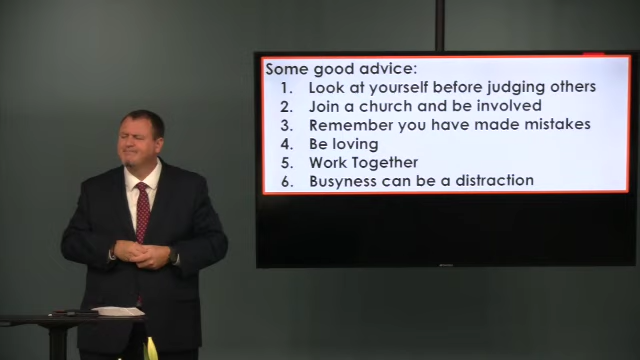 Some good advice:
1. Look at yourself before judging others
2. Join a church and be involved
3. Remember you have made mistakes
4. Be loving
5. Work Together
6. Busyness can be a distraction